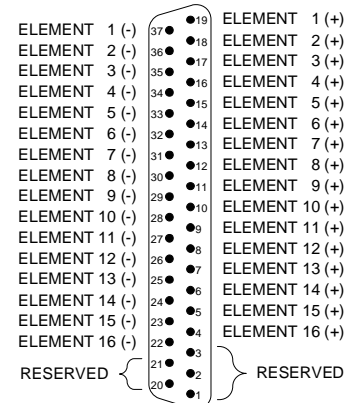 ELEMENT 1 (-) 37 19 ELEMENT 1 (+)
ELEMENT 2 (-) 36 18 ELEMENT 2 (+)
ELEMENT 3 (-) 35 17 ELEMENT 3 (+)
ELEMENT 4 (-) 34 16 ELEMENT 4 (+)
ELEMENT 5 (-) 33 15 ELEMENT 5 (+)
ELEMENT 6 (-) 32 14 ELEMENT 6 (+)
ELEMENT 7 (-) 31 13 ELEMENT 7 (+)
ELEMENT 8 (-) 30 12 ELEMENT 8 (+)
ELEMENT 9 (-) 29 11 ELEMENT 9 (+)
ELEMENT 10 (-) 28 10 ELEMENT 10 (+)
ELEMENT 11 (-) 27 9 ELEMENT 11 (+)
ELEMENT 12 (-) 26 8 ELEMENT 12 (+)
ELEMENT 13 (-) 25 7 ELEMENT 13 (+)
ELEMENT 14 (-) 24 6 ELEMENT 14 (+)
ELEMENT 15 (-) 23 5 ELEMENT 15 (+)
ELEMENT 16 (-) 22 4 ELEMENT 16 (+)
21 3
RESERVED 20 2 RESERVED
1